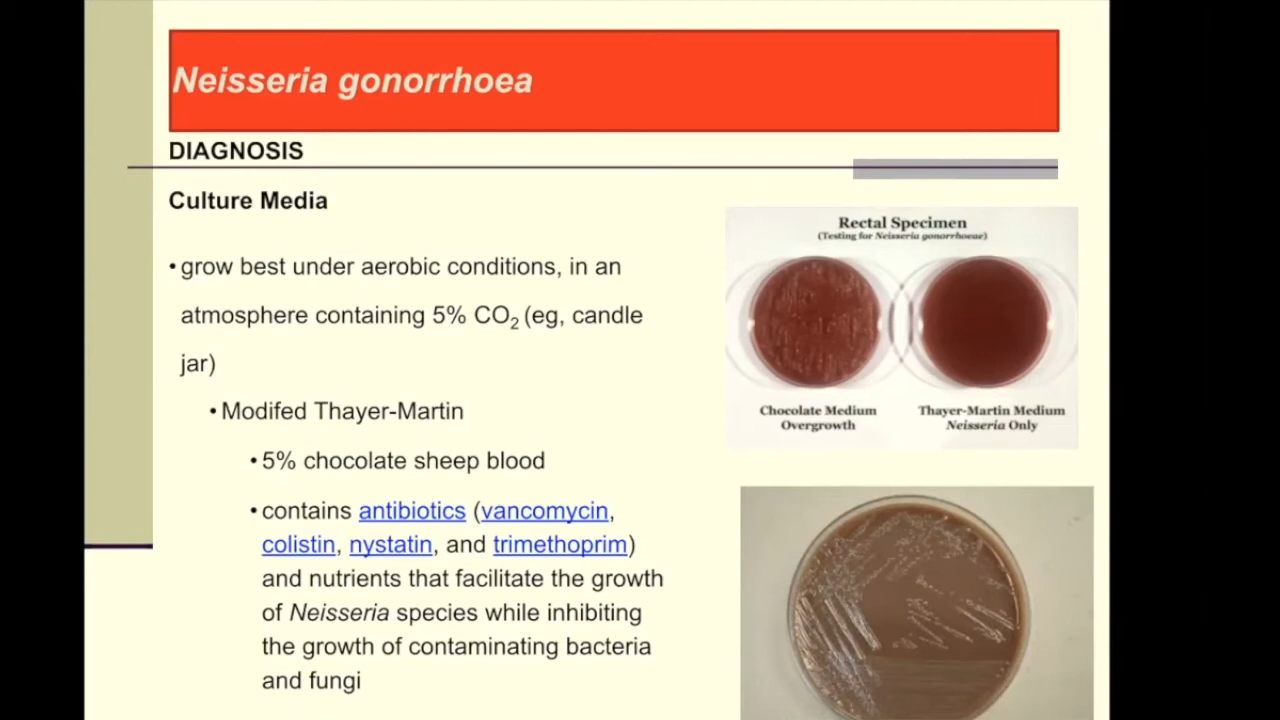 Neisseria gonorrhoea
DIAGNOSIS
Culture Media
• grow best under aerobic conditions, in an
atmosphere containing 5% CO₂ (eg, candle
jar)
• Modifed Thayer-Martin
• 5% chocolate sheep blood
• contains antibiotics (vancomycin,
colistin, nystatin, and trimethoprim)
and nutrients that facilitate the growth
of Neisseria species while inhibiting
the growth of contaminating bacteria
and fungi
Rectal Specimen
(Testing for Neisseria gonorrhoeae)
Chocolate Medium
Overgrowth
Thayer-Martin Medium
Neisseria Only